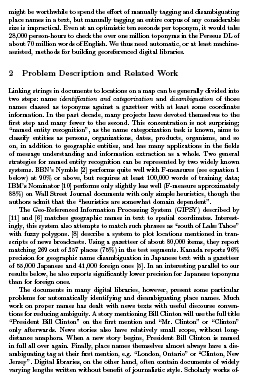 might be worthwhile to spend the effort of manually tagging and disambiguating
place names in a text, but manually tagging an entire corpus of any considerable
size is impractical. Even at an optimistic ten seconds per toponym, it would take
28,000 person-hours to check the over one million toponyms in the Perseus DL of
about 70 million words of English. We thus need automatic, or at least machine-
assisted, methods for building georeferenced digital libraries.
2 Problem Description and Related Work
Linking strings in documents to locations on a map can be generally divided into
two steps: name identification and categorization and disambiguation of those
names classed as toponyms against a gazetteer with at least some coordinate
information. In the past decade, many projects have devoted themselves to the
first step and many fewer to the second. This concentration is not surprising;
"named entity recognition", as the name categorization task is known, aims to
classify entities as persons, organizations, dates, products, organisms, and so
on, in addition to geographic entities, and has many applications in the fields
of message understanding and information extraction as a whole. Two general
strategies for named entity recognition can be represented by two widely known
systems. BBN's Nymble [2] performs quite well with F-measures (see equation 1
below) at 90% or above, but requires at least 100,000 words of training data;
IBM's Nominator [10] performs only slightly less well (F-measure approximately
88%) on Wall Street Journal documents with only simple heuristics, though the
authors admit that the "heuristics are somewhat domain dependent".
The Geo-Referenced Information Processing System (GIPSY) described by
[11] and [6] matches geographic names in text to spatial coordinates. Interest-
ingly, this system also attempts to match such phrases as "south of Lake Tahoe"
with fuzzy polygons. [8] describe a system to plot locations mentioned in tran-
scripts of news broadcasts. Using a gazetteer of about 80,000 items, they report
matching 269 out of 357 places (75%) in the test segments. Kanada reports 96%
precision for geographic name disambiguation in Japanese text with a gazetteer
of 55,000 Japanese and 41,000 foreign ones [5]. In an interesting parallel to our
results below, he also reports significantly lower precision for Japanese toponyms
than for foreign ones.
The documents in many digital libraries, however, present some particular
problems for automatically identifying and disambiguating place names. Much
work on proper names has dealt with news texts with useful discourse conven-
tions for reducing ambiguity. A story mentioning Bill Clinton will use the full title
"President Bill Clinton" on the first mention and "Mr. Clinton" or "Clinton"
only afterwards. News stories also have relatively small scope, without long-
distance anaphora. When a new story begins, President Bill Clinton is named
in full all over again. Finally, place names themselves almost always have a dis-
ambiguating tag at their first mention, e.g. "London, Ontario" or "Clinton, New
Jersey". Digital libraries, on the other hand, often contain documents of widely
varying lengths written without benefit of journalistic style. Scholarly works of-